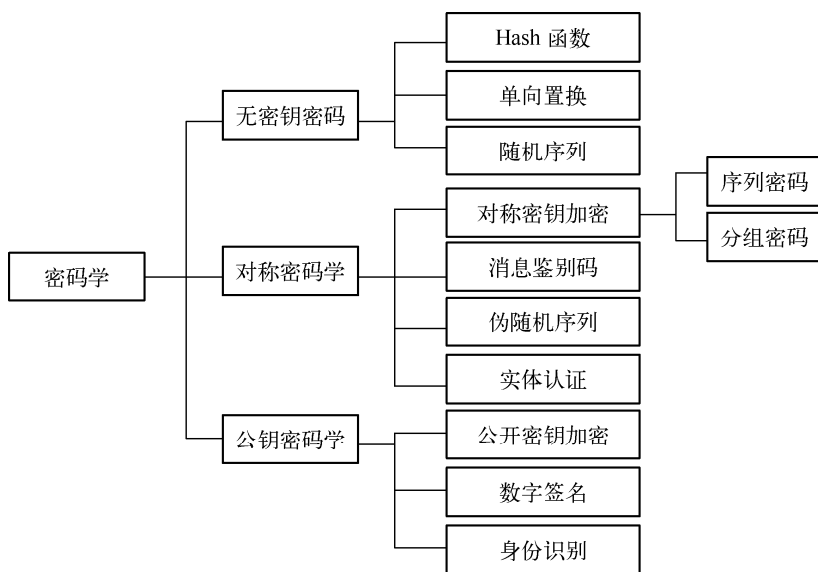 密码学
无密钥密码
Hash 函数
单向置换
随机序列
对称密码学
对称密钥加密
序列密码
分组密码
消息鉴别码
伪随机序列
实体认证
公钥密码学
公开密钥加密
数字签名
身份识别